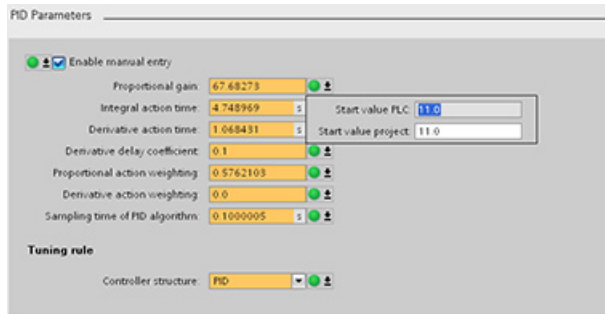 PID Parameters
Enable manual entry
Proportional gain: 67.68273
Integral action time: 4.748969 s
Start value PLC: 11.0
Derivative action time: 1.068431 s
Start value project: 11.0
Derivative delay coefficient: 0.1
Proportional action weighting: 0.5762103
Derivative action weighting: 0.0
Sampling time of PID algorithm: 0.1000005 s
Tuning rule
Controller structure: PID